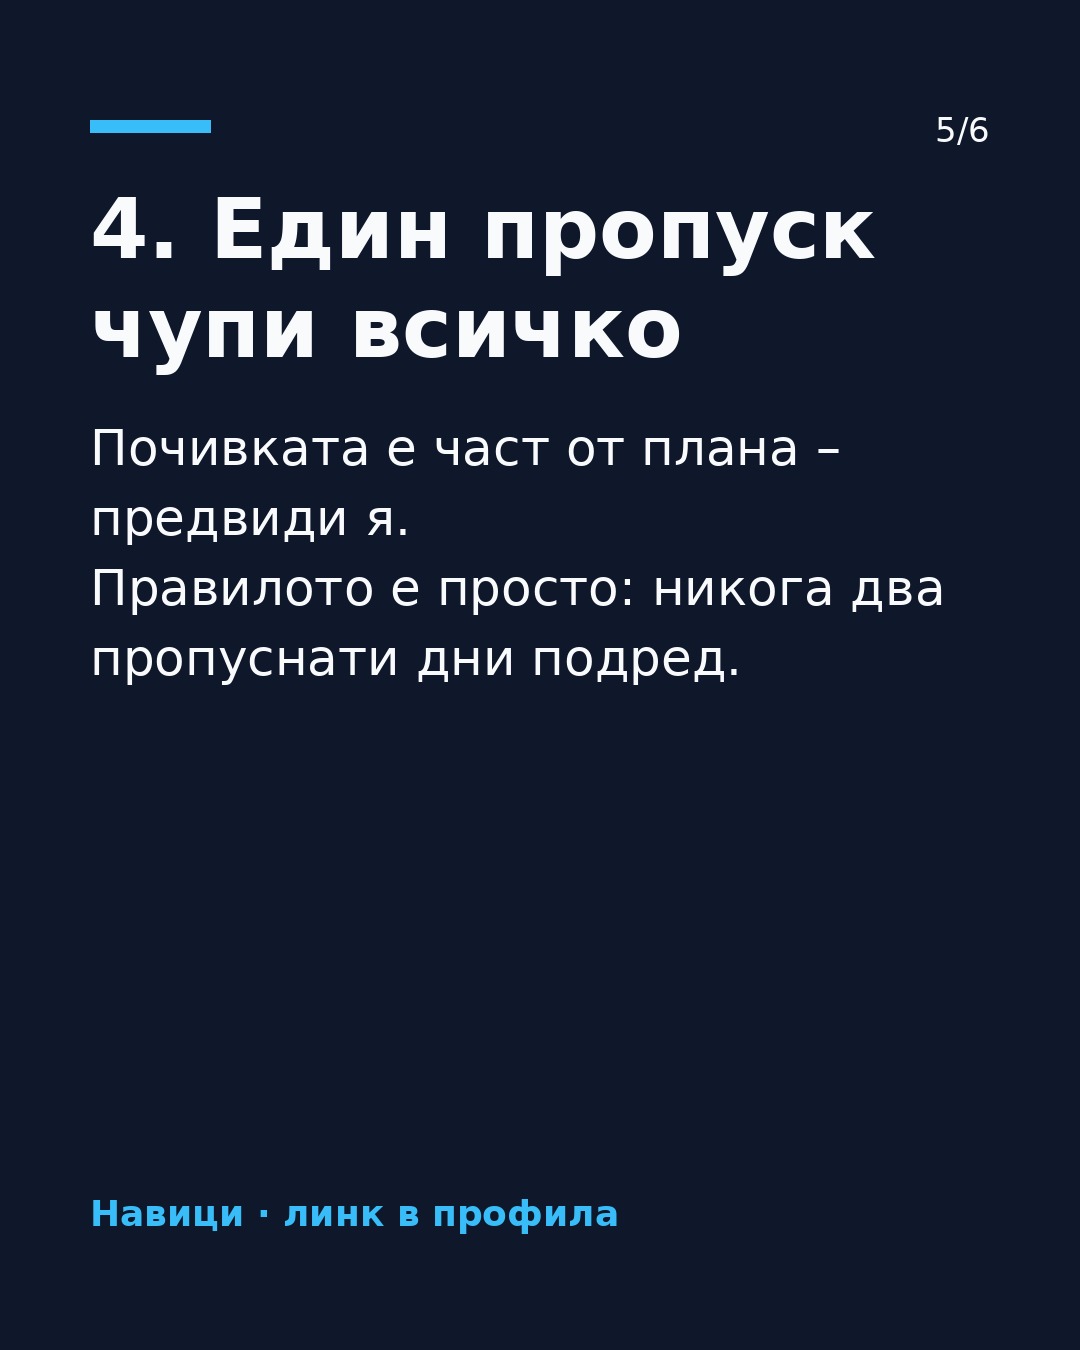 5/6
4. Един пропуск
чупи всичко
Почивката е част от плана –
предвиди я.
Правилото е просто: никога два
пропуснати дни подред.
Навици · линк в профила